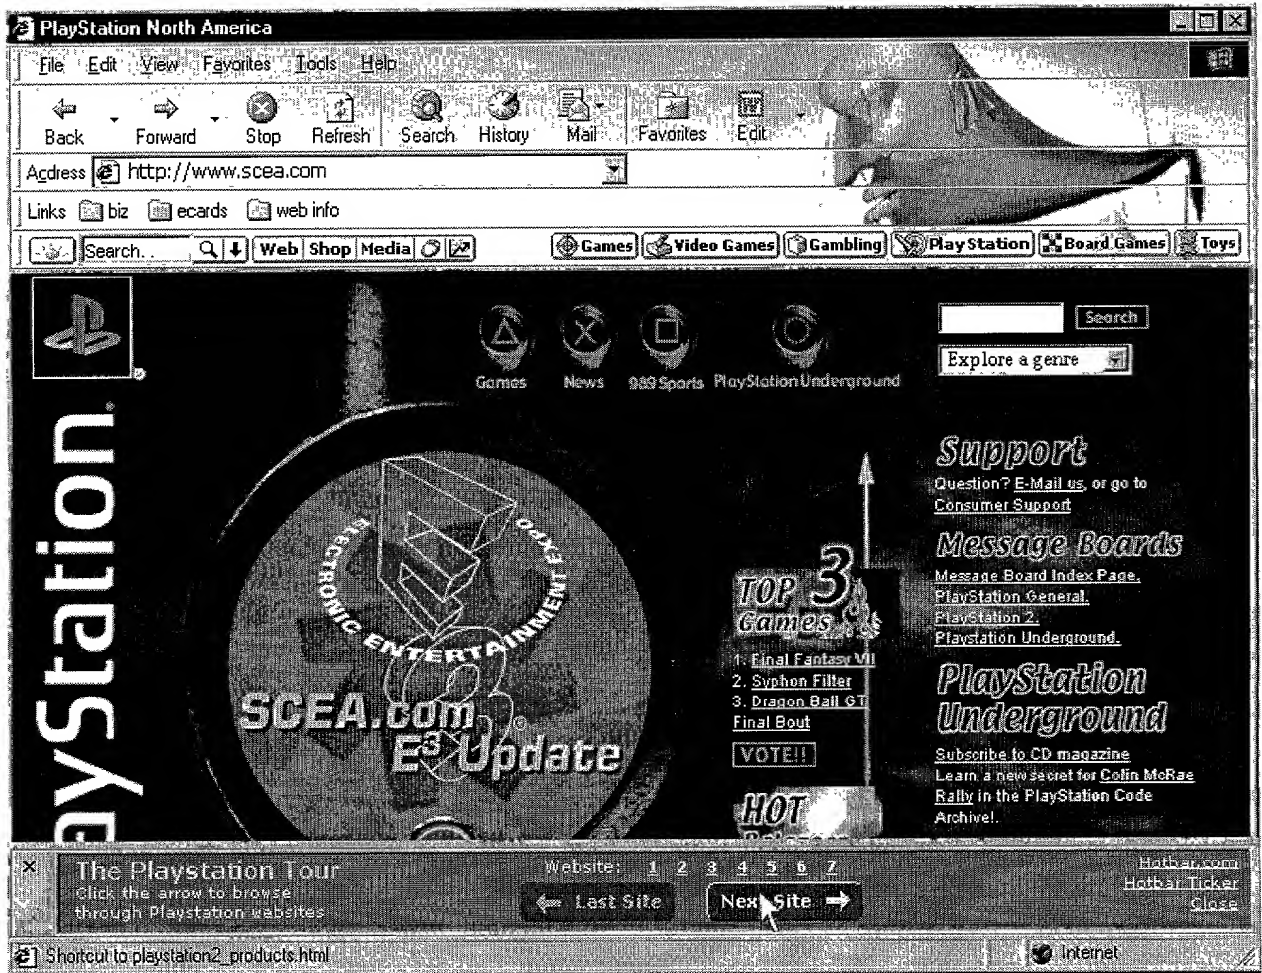 PlayStation North America
File Edit View Favorites Tools Help
Back Forward Stop Refresh Search History Mail Favorites Edit
Address http://www.scea.com
Links biz ecards web info
Search.. Web Shop Media Games Video Games Gambling PlayStation Board Games Toys
Search
Explore a genre
Games News 989 Sports PlayStation Underground
PlayStation
ELECTRONIC ENTERTAINMENT EXPO
SCEA.com
E3 Update
TOP 3
Games
1. Final Fantasy VII
2. Syphon Filter
3. Dragon Ball GT
Final Bout
VOTE!!
HOT
Support
Question? E-Mail us, or go to
Consumer Support
Message Boards
Message Board Index Page.
PlayStation General.
PlayStation 2.
Playstation Underground.
PlayStation
Underground
Subscribe to CD magazine
Learn a new secret for Colin McRae
Rally in the PlayStation Code
Archive!.
The Playstation Tour
Click the arrow to browse
through Playstation websites
Website: 1 2 3 4 5 6 7
Last Site Next Site
Hotbar.com
Hotbar Ticker
Close
Shortcut to playstation2_products.html Internet